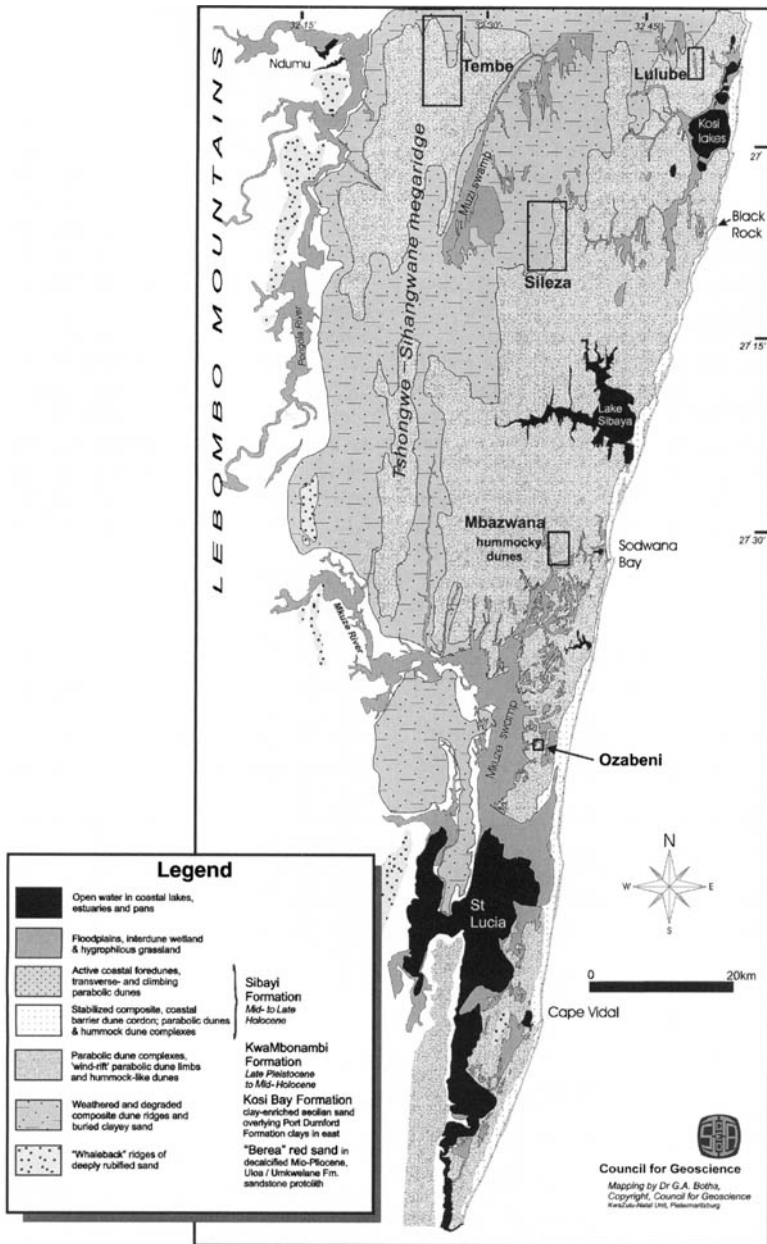 32 15'
32 30'
32 45'
Ndumu
Tembe
Lulube
Kosi
lakes
27'
LEBOMBO MOUNTAINS
Tshongwe-Sihangwane megaridge
Muzi swamp
Black
Rock
Sileza
Pongola River
27 15'
Lake
Sibaya
Mbazwana
hummocky
dunes
27 30'
Sodwana
Bay
Mkuze River
Mkuze swamp
Ozabeni
N
W
E
S
St
Lucia
0
20km
Cape Vidal
Legend
Open water in coastal lakes,
estuaries and pans
Floodplains, interdune wetland
& hygrophilous grassland
Active coastal foredunes,
transverse- and climbing
parabolic dunes
Stabilized composite, coastal
barrier dune cordon; parabolic dunes
& hummock dune complexes
Sibayi
Formation
Mid- to Late
Holocene
Parabolic dune complexes,
'wind-rift' parabolic dune limbs
and hummock-like dunes
KwaMbonambi
Formation
Late Pleistocene
to Mid-Holocene
Weathered and degraded
composite dune ridges and
buried clayey sand
Kosi Bay Formation
clay-enriched aeolian sand
overlying Port Durnford
Formation clays in east
"Whaleback" ridges of
deeply rubified sand
"Berea" red sand in
decalcified Mio-Pliocene,
Uloa / Umkwelane Fm.
sandstone protolith
Council for Geoscience
Mapping by Dr G.A. Botha,
Copyright, Council for Geoscience
KwaZulu-Natal Unit, Pietermaritzburg